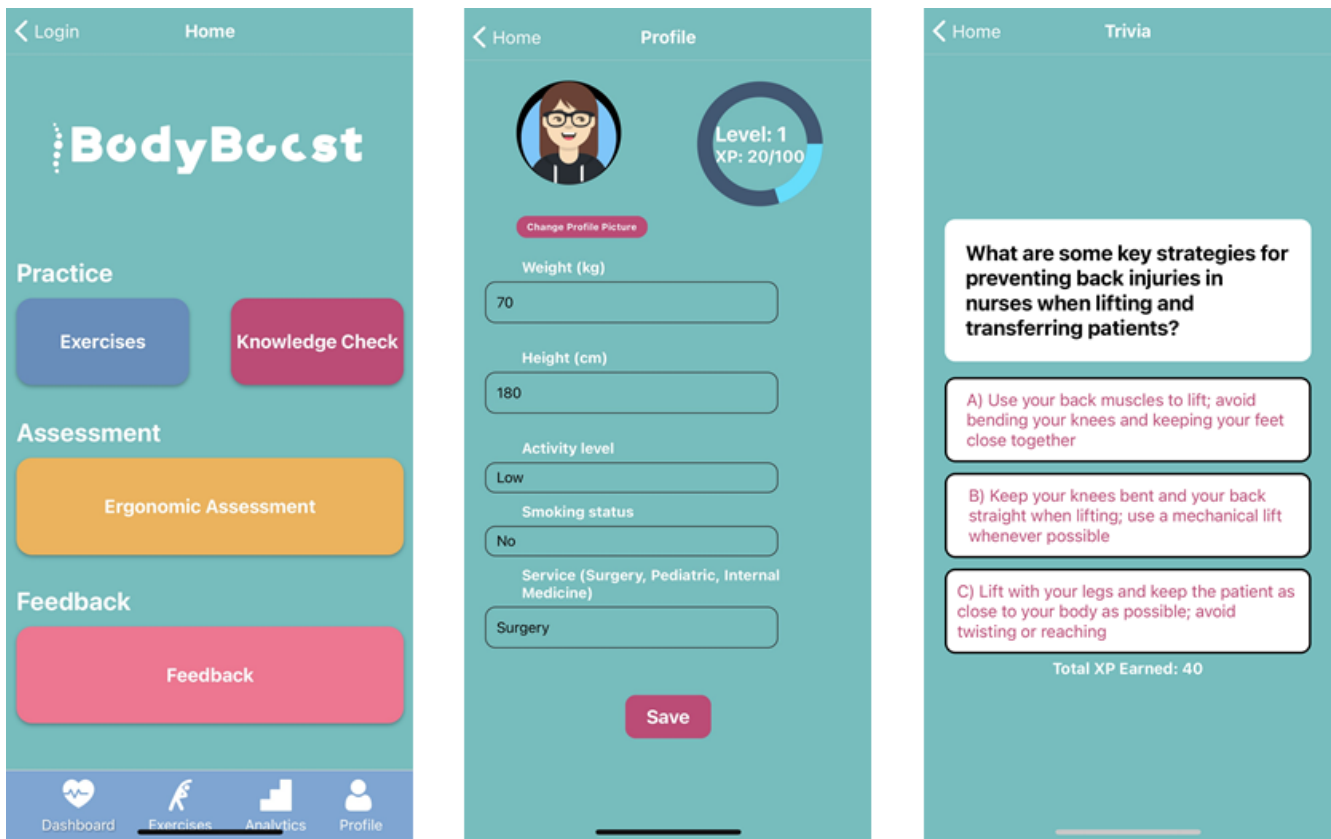 Login
Home
BodyBoost
Practice
Exercises
Knowledge Check
Assessment
Ergonomic Assessment
Feedback
Feedback
Dashboard
Exercises
Analytics
Profile
Home
Profile
Level: 1
XP: 20/100
Change Profile Picture
Weight (kg)
70
Height (cm)
180
Activity level
Low
Smoking status
No
Service (Surgery, Pediatric, Internal
Medicine)
Surgery
Save
Home
Trivia
What are some key strategies for
preventing back injuries in
nurses when lifting and
transferring patients?
A) Use your back muscles to lift; avoid
bending your knees and keeping your feet
close together
B) Keep your knees bent and your back
straight when lifting; use a mechanical lift
whenever possible
C) Lift with your legs and keep the patient as
close to your body as possible; avoid
twisting or reaching
Total XP Earned: 40